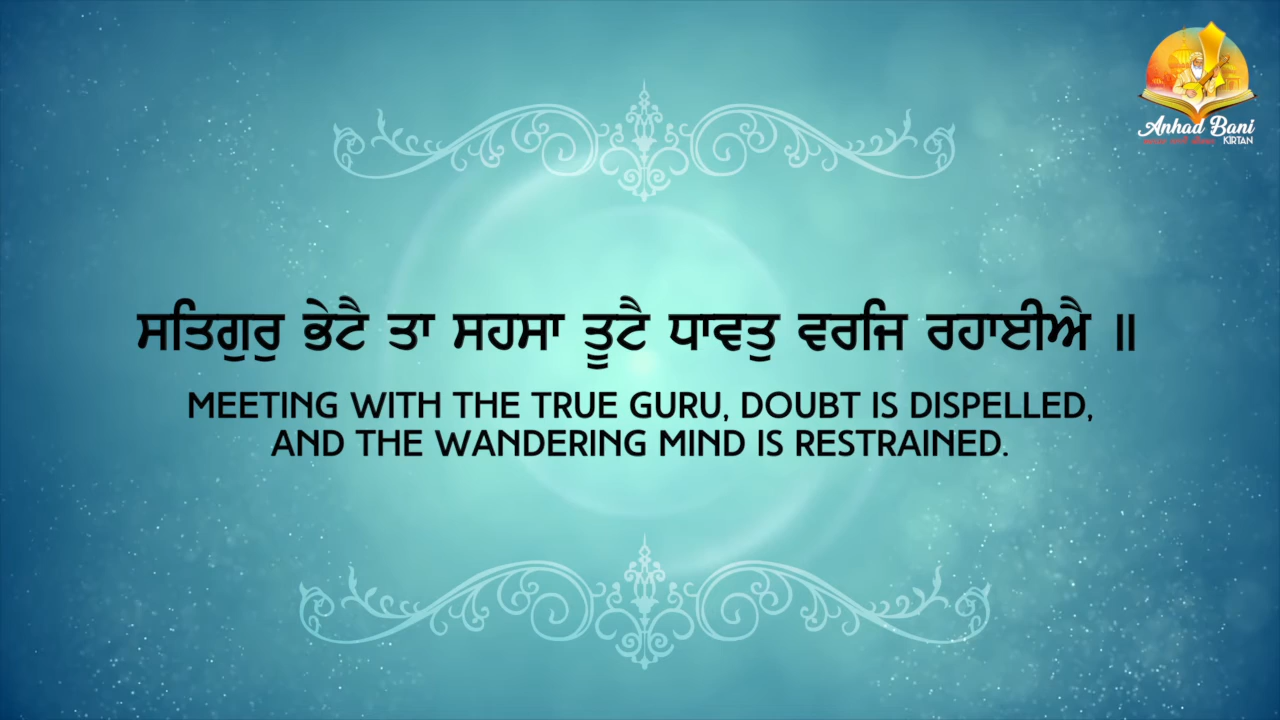 Anhad Bani
KIRTAN
ਸਤਿਗੁਰੁ ਭੇਟੈ ਤਾ ਸਹਸਾ ਤੂਟੈ ਧਾਵਤੁ ਵਰਜਿ ਰਹਾਈਐ ॥
MEETING WITH THE TRUE GURU, DOUBT IS DISPELLED,
AND THE WANDERING MIND IS RESTRAINED.